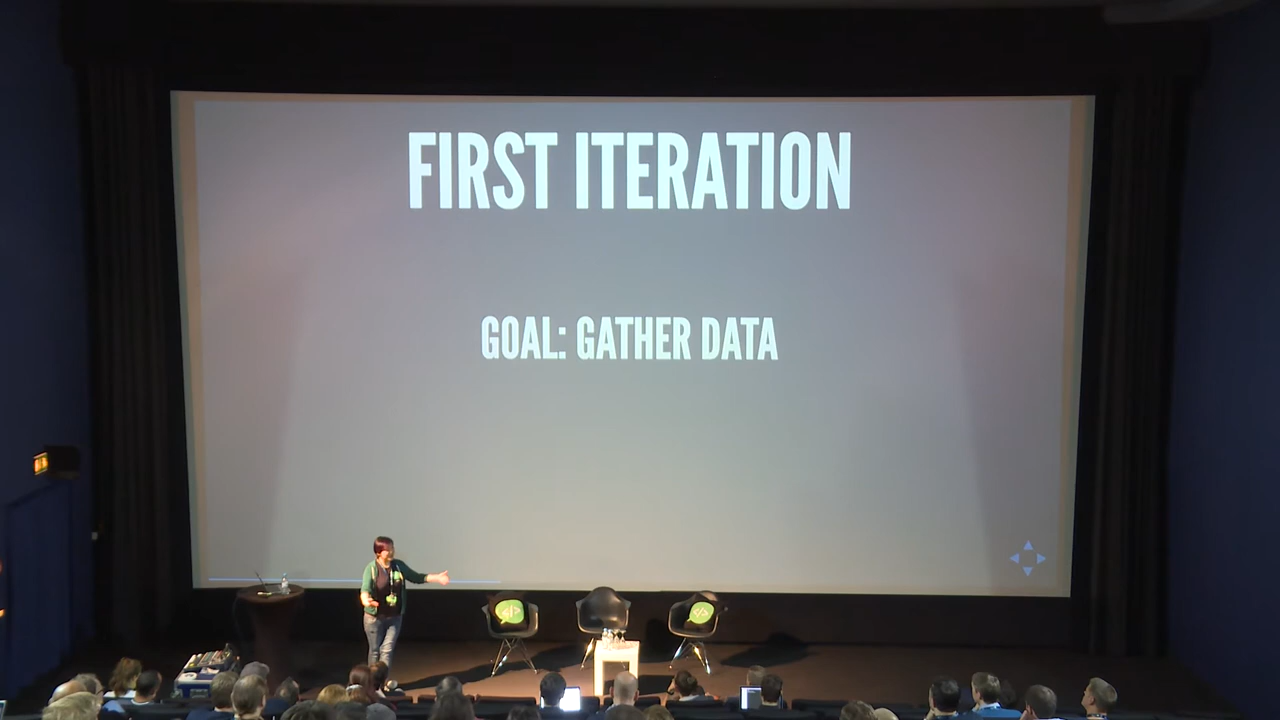 FIRST ITERATION
GOAL: GATHER DATA
</>
</>